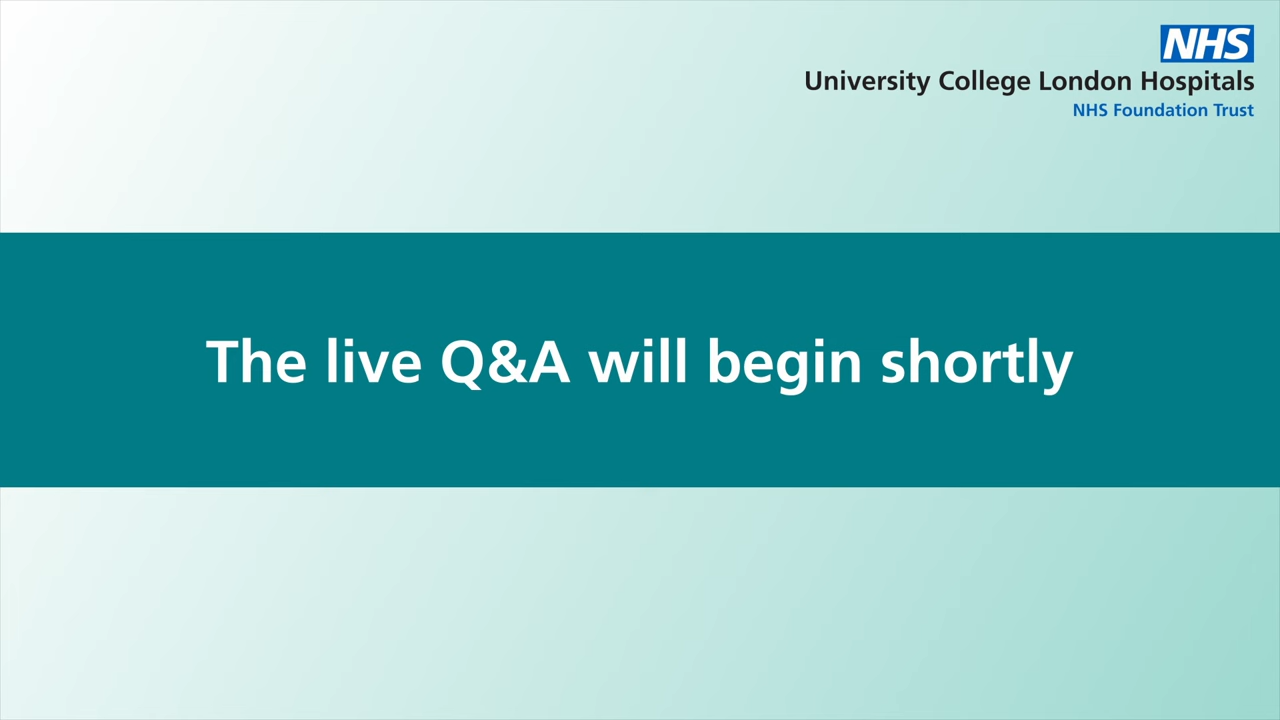 NHS
University College London Hospitals
NHS Foundation Trust
The live Q&A will begin shortly